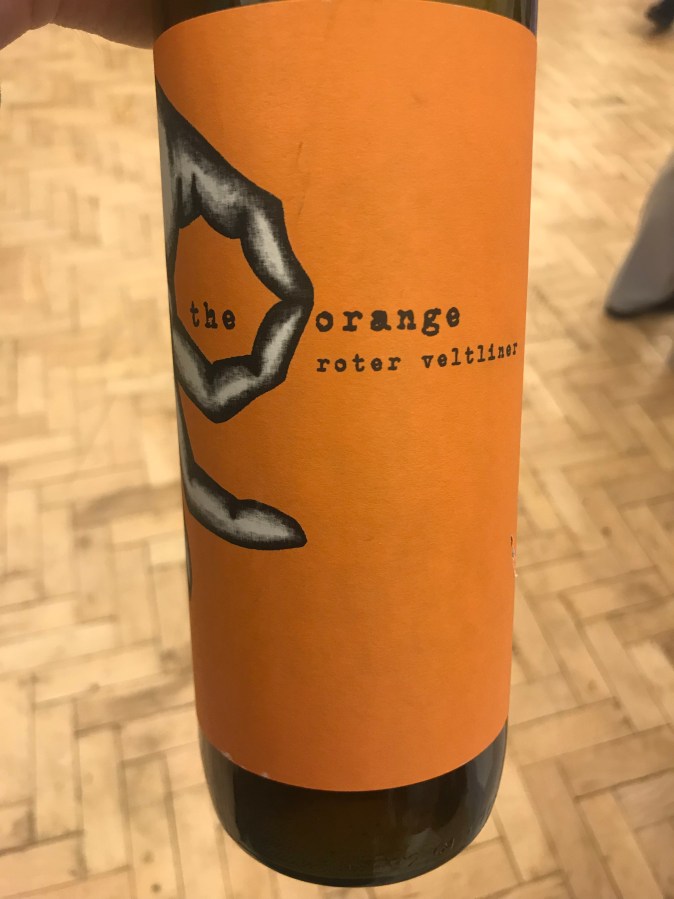 the orange
roter veltliner